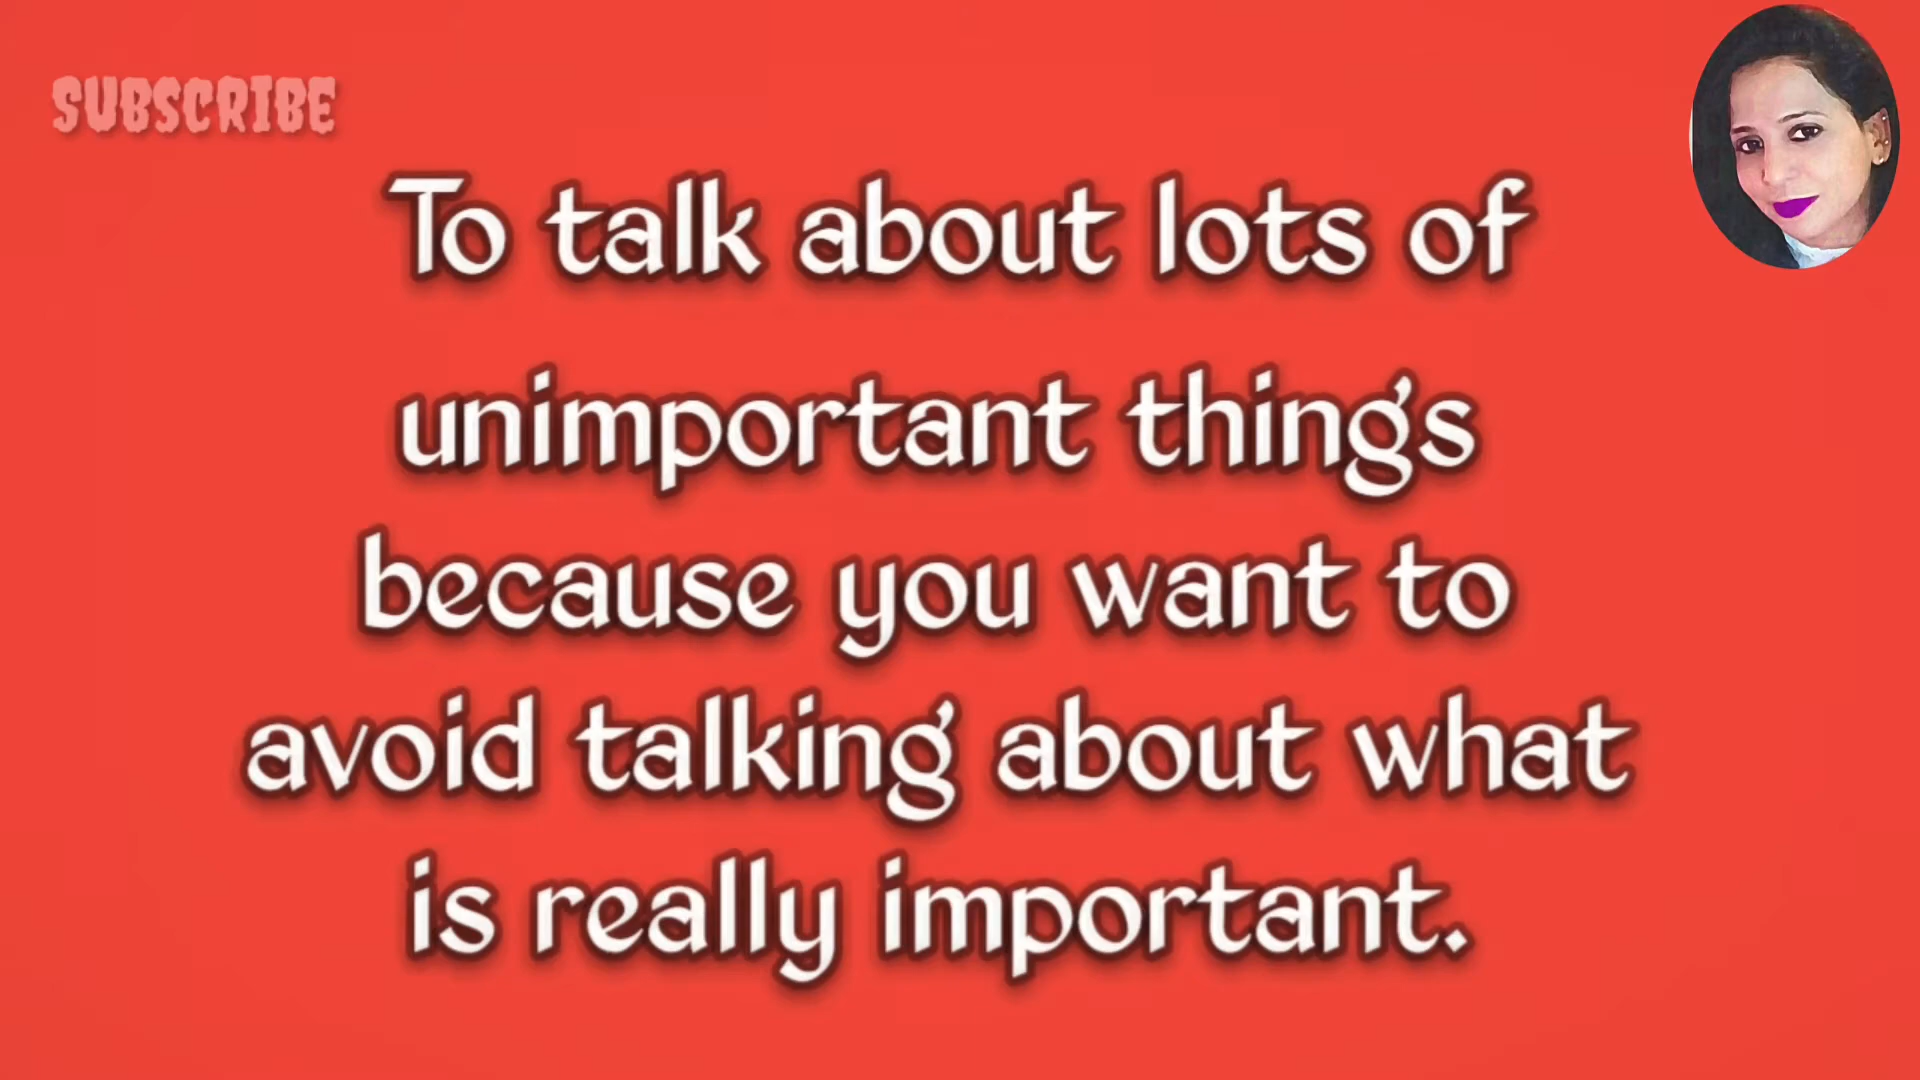 SUBSCRIBE
To talk about lots of
unimportant things
because you want to
avoid talking about what
is really important.